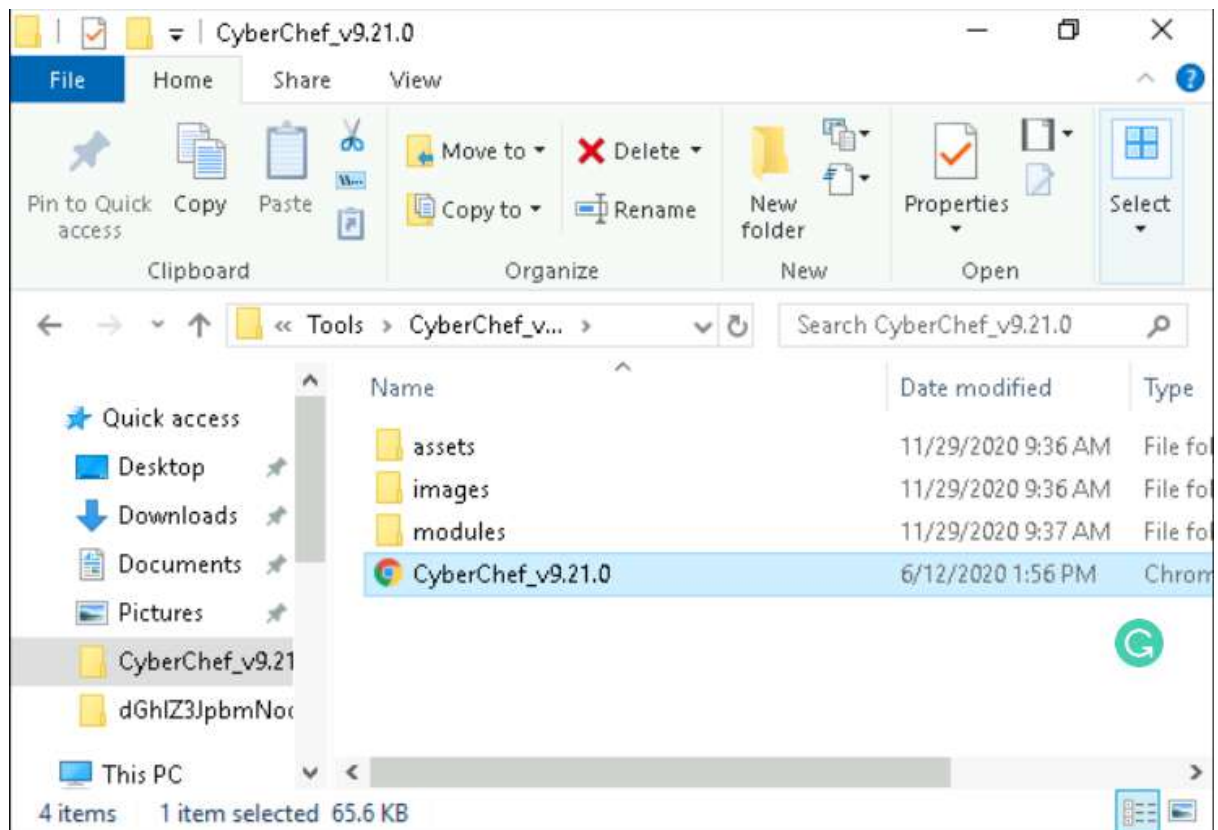 CyberChef_v9.21.0
File Home Share View
Pin to Quick access
Copy
Paste
Move to
Copy to
Delete
Rename
New folder
Properties
Select
Clipboard Organize New Open
« Tools > CyberChef_v... >
Search CyberChef_v9.21.0
Name Date modified Type
Quick access
Desktop
Downloads
Documents
Pictures
CyberChef_v9.21
This PC
assets 11/29/2020 9:36 AM File fol
images 11/29/2020 9:36 AM File fol
modules 11/29/2020 9:37 AM File fol
CyberChef_v9.21.0 6/12/2020 1:56 PM Chrom
4 items 1 item selected 65.6 KB